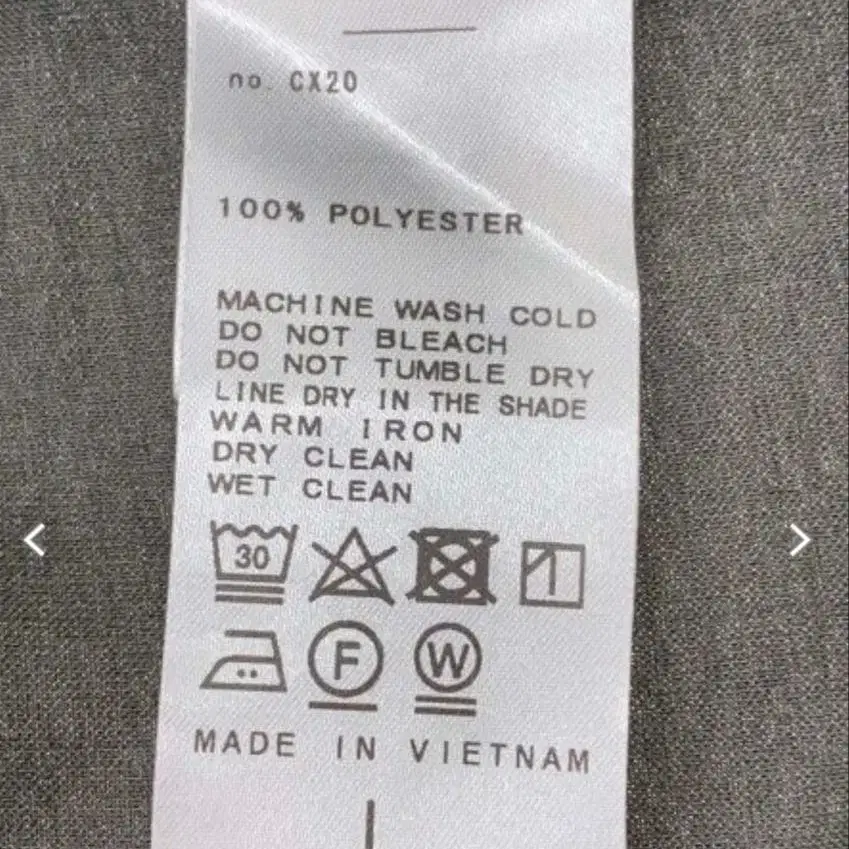 no. CX20
100% POLYESTER
MACHINE WASH COLD
DO NOT BLEACH
DO NOT TUMBLE DRY
LINE DRY IN THE SHADE
WARM IRON
DRY CLEAN
WET CLEAN
30
F W
MADE IN VIETNAM